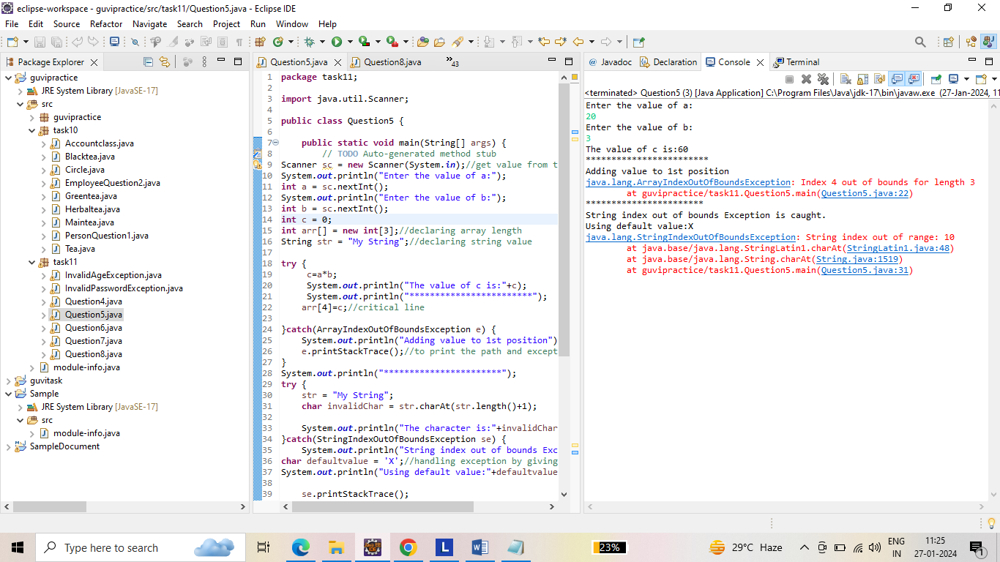 eclipse-workspace - guvipractice/src/task11/Question5.java - Eclipse IDE
File Edit Source Refactor Navigate Search Project Run Window Help
Package Explorer
guvipractice
JRE System Library [JavaSE-17]
src
guvipractice
task10
Accountclass.java
Blacktea.java
Circle.java
EmployeeQuestion2.java
Greentea.java
Herbaltea.java
Maintea.java
PersonQuestion1.java
Tea.java
task11
InvalidAgeException.java
InvalidPasswordException.java
Question4.java
Question5.java
Question6.java
Question7.java
Question8.java
module-info.java
guvitask
Sample
JRE System Library [JavaSE-17]
src
module-info.java
SampleDocument
Question5.java Question8.java »43
1 package task11;
2
3 import java.util.Scanner;
4
5 public class Question5 {
6
7 public static void main(String[] args) {
8 // TODO Auto-generated method stub
9 Scanner sc = new Scanner(System.in);//get value from t
10 System.out.println("Enter the value of a:");
11 int a = sc.nextInt();
12 System.out.println("Enter the value of b:");
13 int b = sc.nextInt();
14 int c = 0;
15 int arr[] = new int[3];//declaring array length
16 String str = "My String";//declaring string value
17
18 try {
19 c=a*b;
20 System.out.println("The value of c is:"+c);
21 System.out.println("************************");
22 arr[4]=c;//critical line
23
24 }catch(ArrayIndexOutOfBoundsException e) {
25 System.out.println("Adding value to 1st position")
26 e.printStackTrace();//to print the path and except
27 }
28 System.out.println("***********************");
29 try {
30 str = "My String";
31 char invalidChar = str.charAt(str.length()+1);
32
33 System.out.println("The character is:"+invalidChar
34 }catch(StringIndexOutOfBoundsException se) {
35 System.out.println("String index out of bounds Exc
36 char defaultvalue = 'X';//handling exception by giving
37 System.out.println("Using default value:"+defaultvalue
38
39 se.printStackTrace();
@ Javadoc Declaration Console Terminal
<terminated> Question5 (3) [Java Application] C:\Program Files\Java\jdk-17\bin\javaw.exe (27-Jan-2024, 11
Enter the value of a:
20
Enter the value of b:
3
The value of c is:60
************************
Adding value to 1st position
java.lang.ArrayIndexOutOfBoundsException: Index 4 out of bounds for length 3
at guvipractice/task11.Question5.main(Question5.java:22)
***********************
String index out of bounds Exception is caught.
Using default value:X
java.lang.StringIndexOutOfBoundsException: String index out of range: 10
at java.base/java.lang.StringLatin1.charAt(StringLatin1.java:48)
at java.base/java.lang.String.charAt(String.java:1519)
at guvipractice/task11.Question5.main(Question5.java:31)
Type here to search
23%
29°C Haze
ENG
IN
11:25
27-01-2024
1